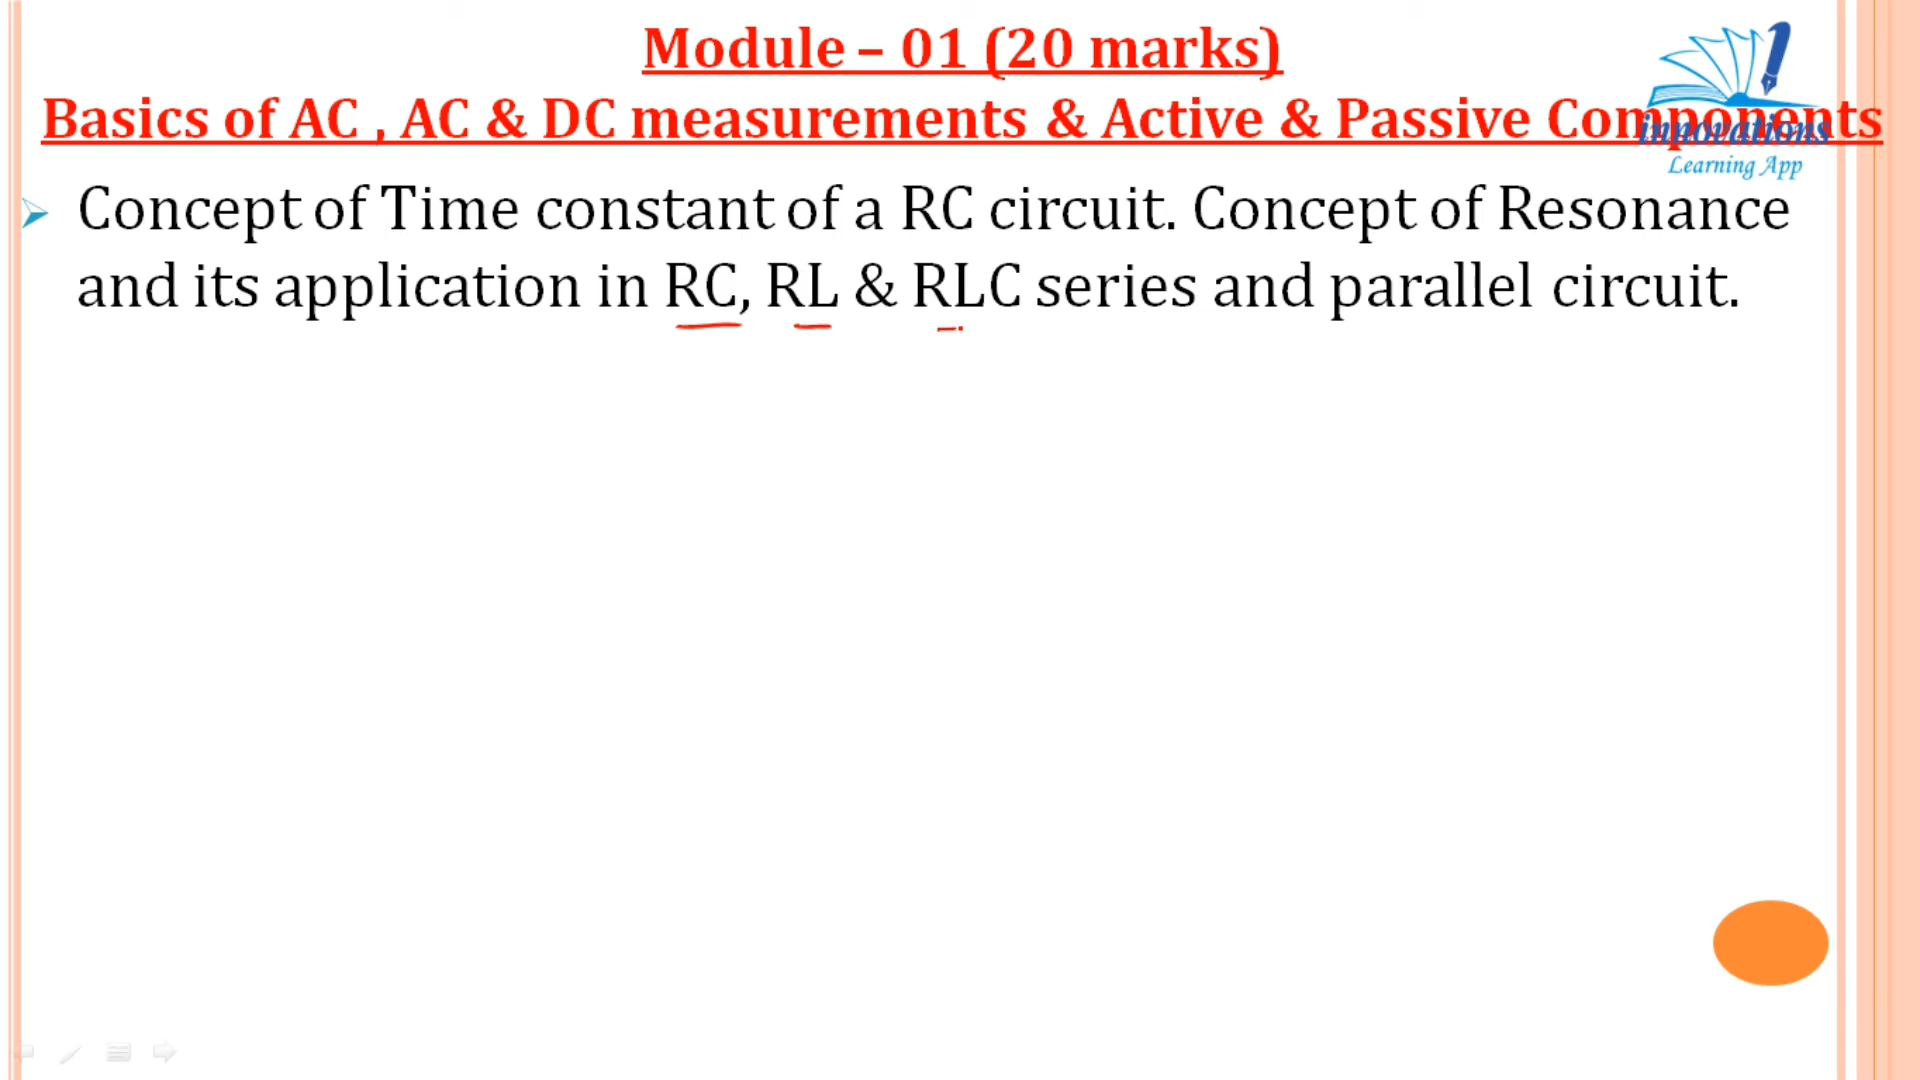 Module – 01 (20 marks)
Basics of AC , AC & DC measurements & Active & Passive Components
innovations
Learning App
Concept of Time constant of a RC circuit. Concept of Resonance
and its application in RC, RL & RLC series and parallel circuit.